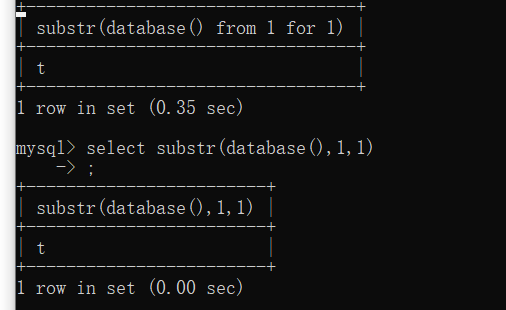 +----------------------------------+
| substr(database() from 1 for 1) |
+----------------------------------+
| t |
+----------------------------------+
1 row in set (0.35 sec)
mysql> select substr(database(),1,1)
-> ;
+------------------------+
| substr(database(),1,1) |
+------------------------+
| t |
+------------------------+
1 row in set (0.00 sec)